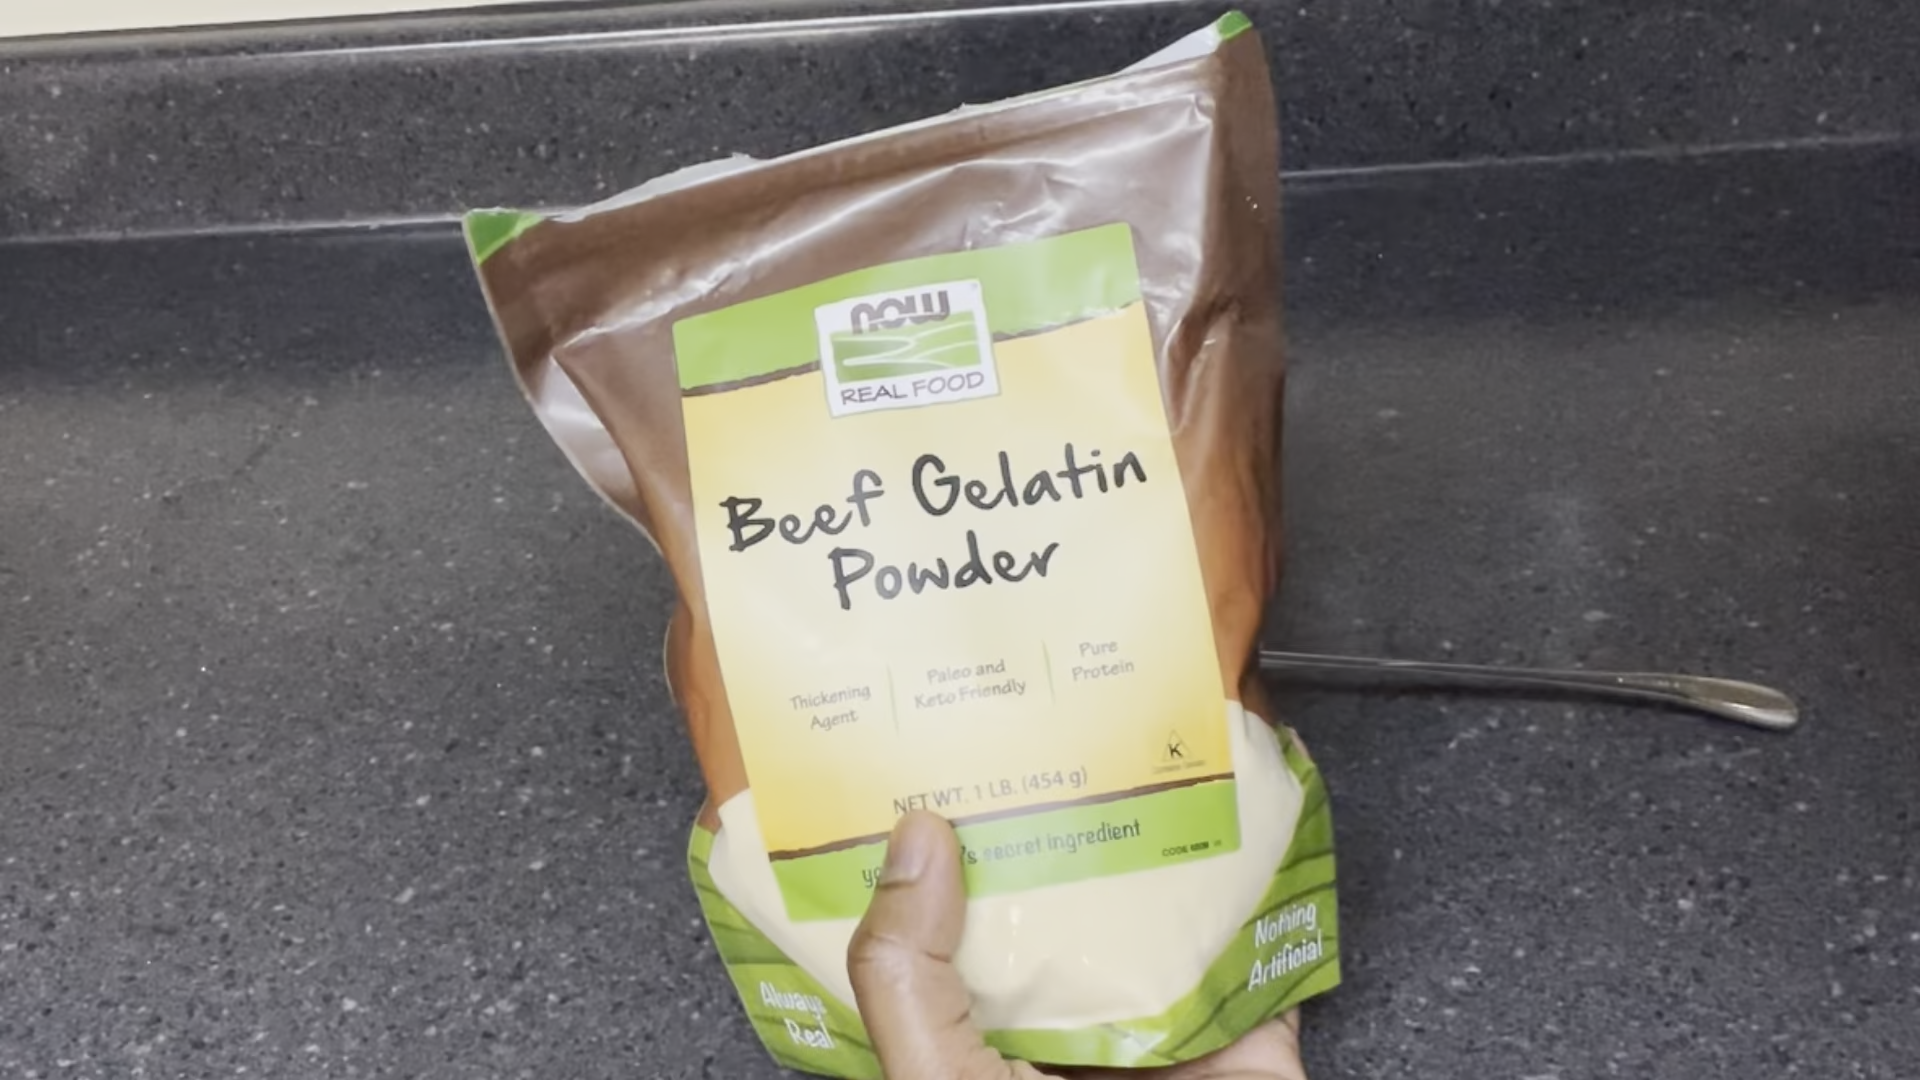 now
REAL FOOD
Beef Gelatin
Powder
Thickening
Agent
Paleo and
Keto Friendly
Pure
Protein
K
NET WT. 1 LB. (454 g)
secret ingredient
CODE
Always
Real
Nothing
Artificial